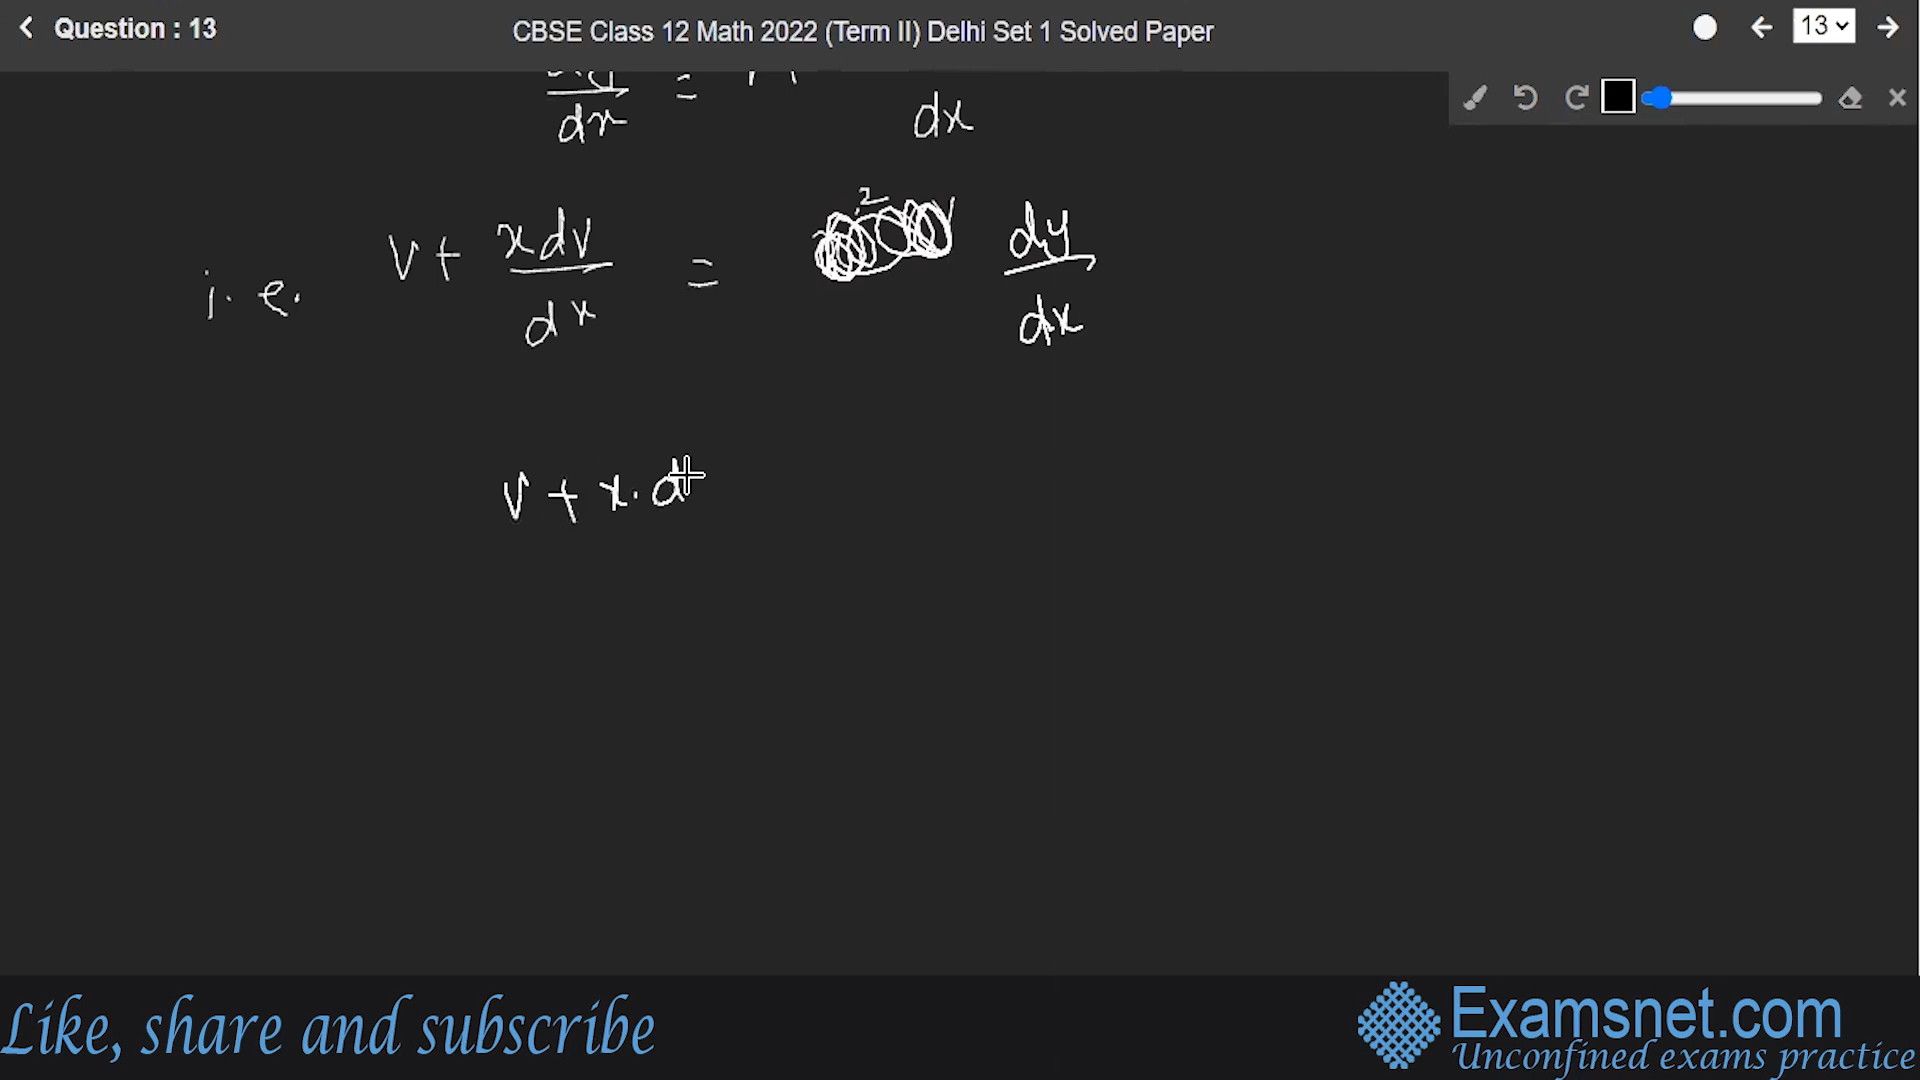 Question : 13
CBSE Class 12 Math 2022 (Term II) Delhi Set 1 Solved Paper
13
dx = dx
i. e. v + x dv / dx = dy / dx
v + x. d
Like, share and subscribe
Examsnet.com
Unconfined exams practice